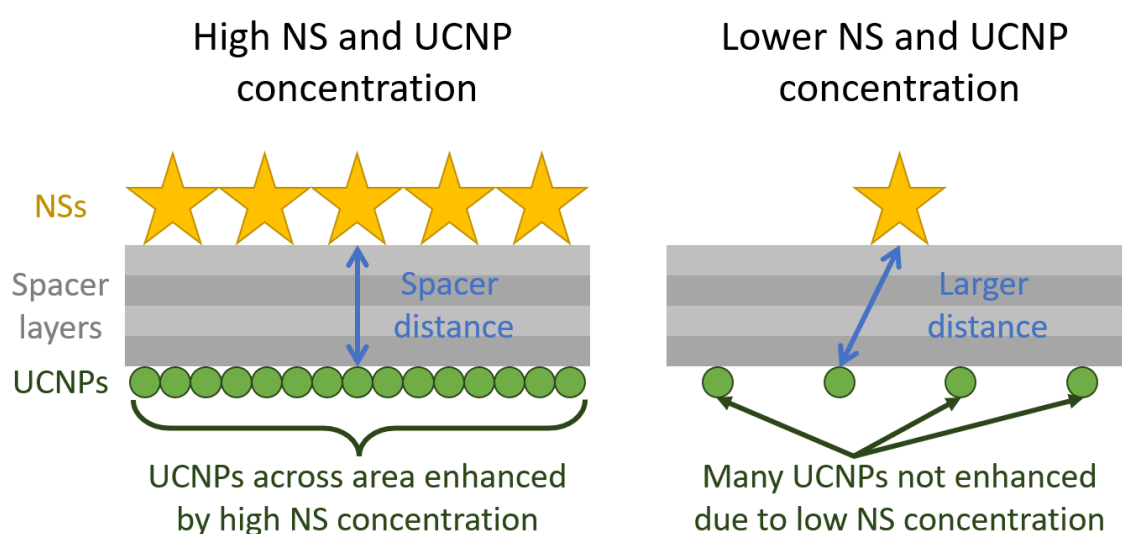 High NS and UCNP
concentration
Lower NS and UCNP
concentration
NSs
Spacer
layers
UCNPs
Spacer
distance
Larger
distance
UCNPs across area enhanced
by high NS concentration
Many UCNPs not enhanced
due to low NS concentration